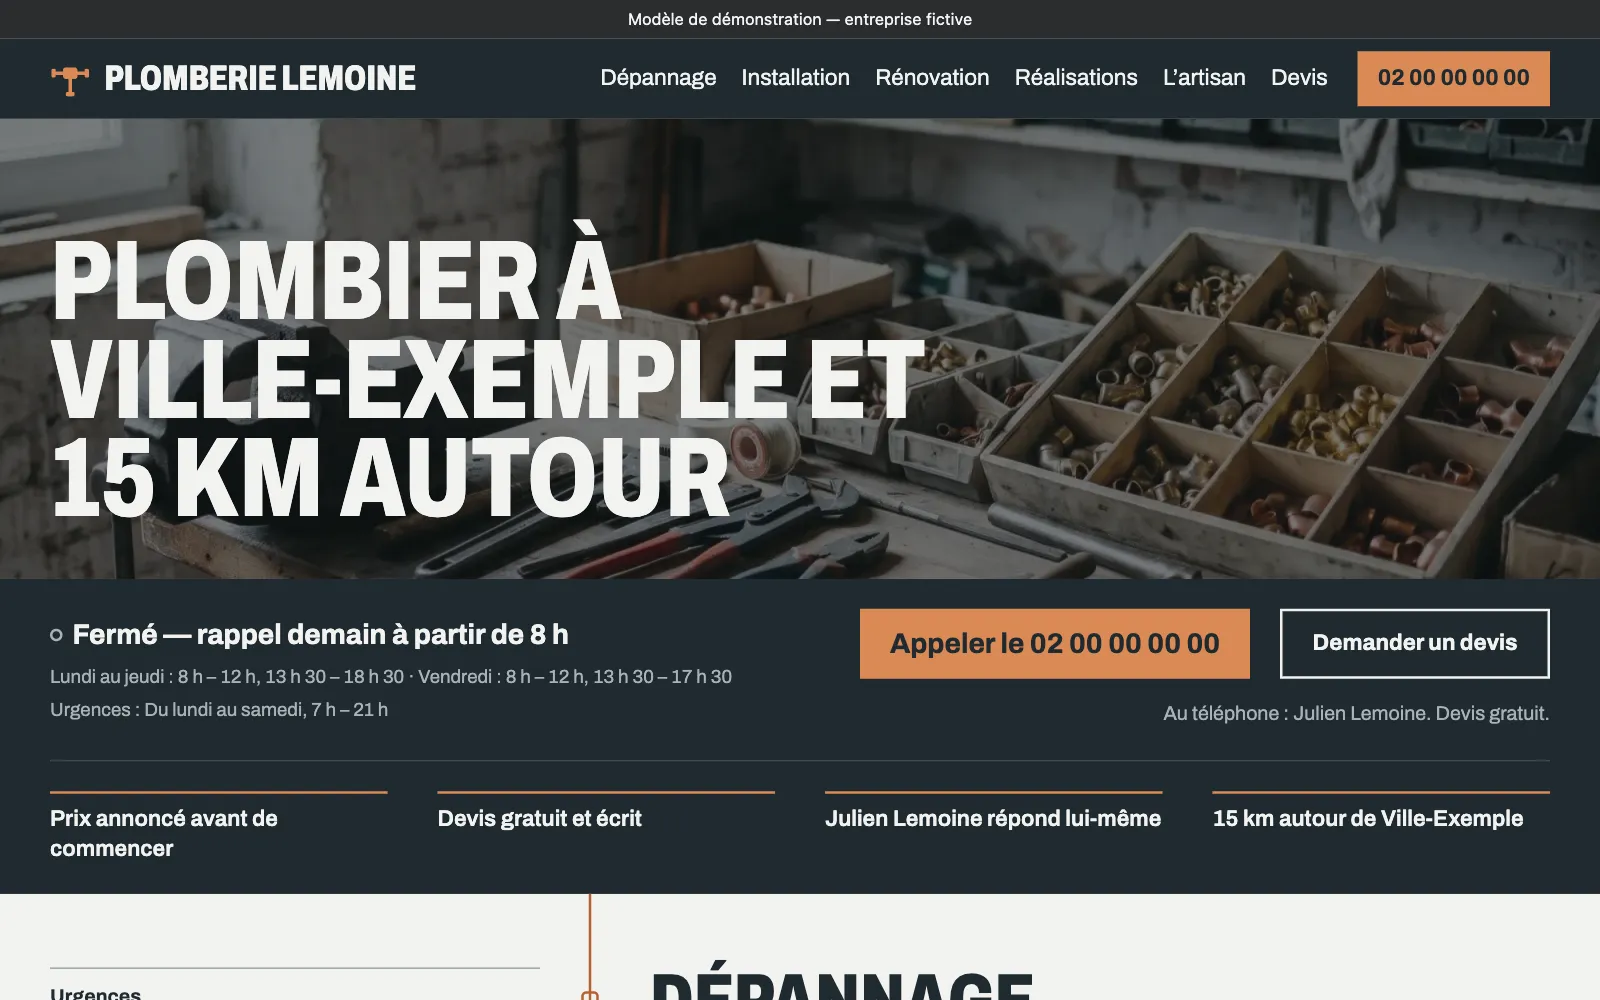 Modèle de démonstration — entreprise fictive
PLOMBERIE LEMOINE
Dépannage
Installation
Rénovation
Réalisations
L’artisan
Devis
02 00 00 00 00
PLOMBIER À
VILLE-EXEMPLE ET
15 KM AUTOUR
Fermé — rappel demain à partir de 8 h
Lundi au jeudi : 8 h – 12 h, 13 h 30 – 18 h 30 · Vendredi : 8 h – 12 h, 13 h 30 – 17 h 30
Urgences : Du lundi au samedi, 7 h – 21 h
Appeler le 02 00 00 00 00
Demander un devis
Au téléphone : Julien Lemoine. Devis gratuit.
Prix annoncé avant de
commencer
Devis gratuit et écrit
Julien Lemoine répond lui-même
15 km autour de Ville-Exemple
Urgences
DÉPANNAGE